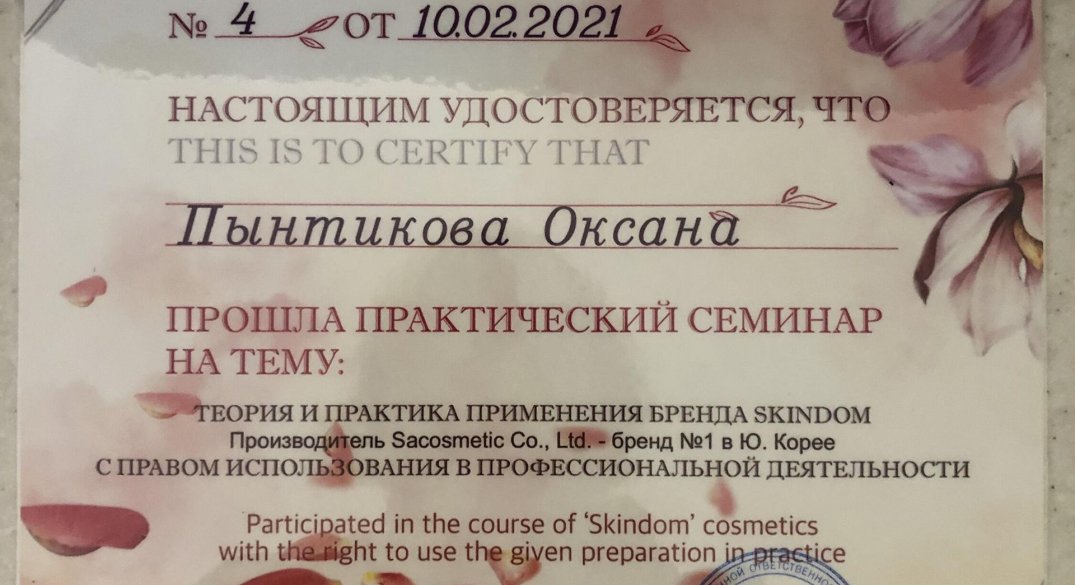 № 4 ОТ 10.02.2021
НАСТОЯЩИМ УДОСТОВЕРЯЕТСЯ, ЧТО
THIS IS TO CERTIFY THAT
Пынтикова Оксана
ПРОШЛА ПРАКТИЧЕСКИЙ СЕМИНАР
НА ТЕМУ:
ТЕОРИЯ И ПРАКТИКА ПРИМЕНЕНИЯ БРЕНДА SKINDOM
Производитель Sacosmetic Co., Ltd. - бренд №1 в Ю. Корее
С ПРАВОМ ИСПОЛЬЗОВАНИЯ В ПРОФЕССИОНАЛЬНОЙ ДЕЯТЕЛЬНОСТИ
Participated in the course of ‘Skindom’ cosmetics
with the right to use the given preparation in practice